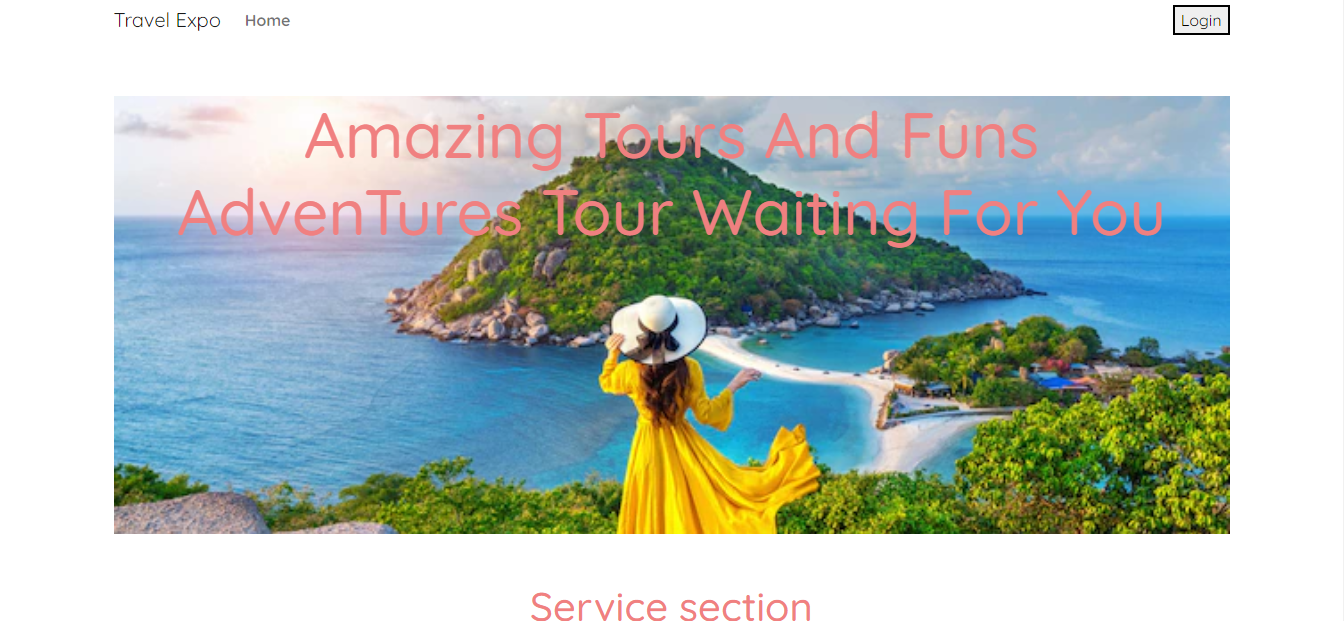 Travel Expo Home Login
Amazing Tours And Funs
AdvenTures Tour Waiting For You
Service section